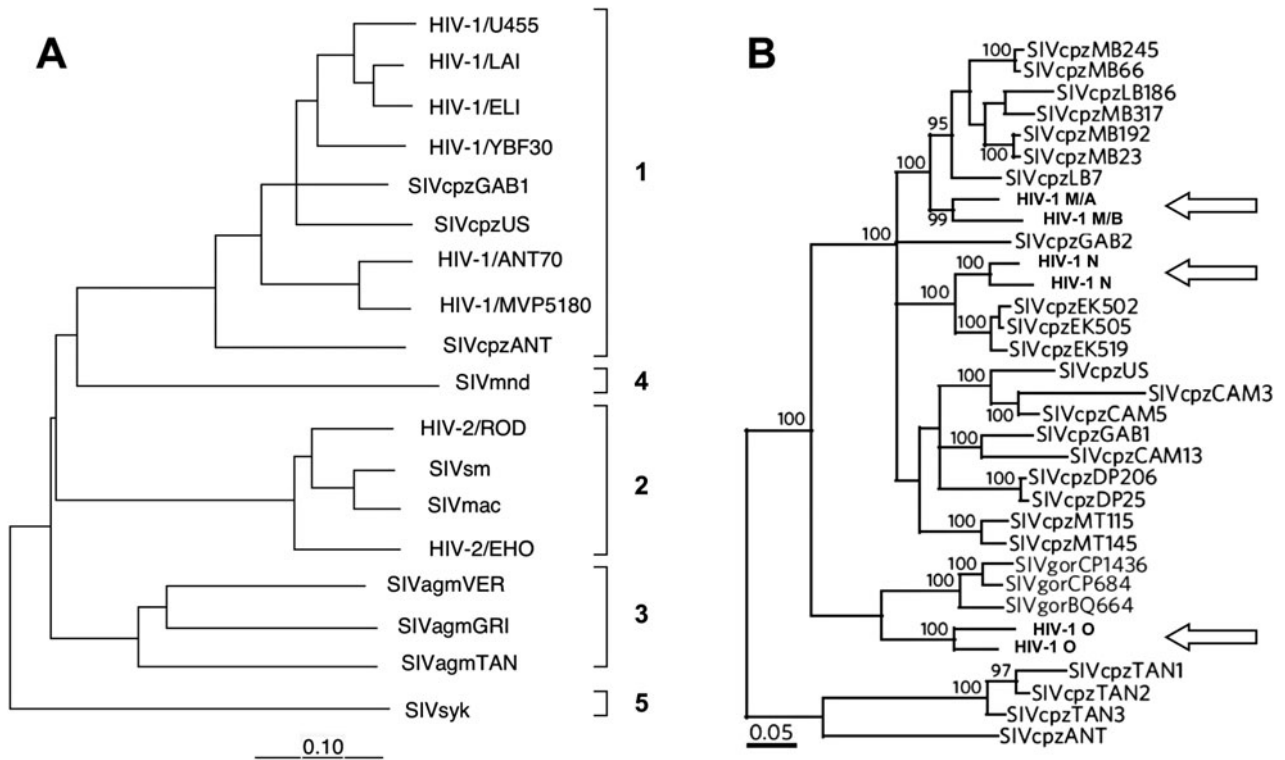 A
HIV-1/U455
HIV-1/LAI
HIV-1/ELI
HIV-1/YBF30
SIVcpzGAB1
SIVcpzUS
HIV-1/ANT70
HIV-1/MVP5180
SIVcpzANT
1
SIVmnd
4
HIV-2/ROD
SIVsm
SIVmac
HIV-2/EHO
2
SIVagmVER
SIVagmGRI
SIVagmTAN
3
SIVsyk
5
0.10
B
100
SIVcpzMB245
SIVcpzMB66
SIVcpzLB186
SIVcpzMB317
95
SIVcpzMB192
100
SIVcpzMB23
100
SIVcpzLB7
HIV-1 M/A
99
HIV-1 M/B
100
SIVcpzGAB2
100
HIV-1 N
HIV-1 N
100
SIVcpzEK502
100
SIVcpzEK505
SIVcpzEK519
100
SIVcpzUS
SIVcpzCAM3
100
SIVcpzCAM5
100
SIVcpzGAB1
100
SIVcpzCAM13
100
SIVcpzDP206
SIVcpzDP25
100
SIVcpzMT115
SIVcpzMT145
100
SIVgorCP1436
100
SIVgorCP684
SIVgorBQ664
100
HIV-1 O
HIV-1 O
97
SIVcpzTAN1
100
SIVcpzTAN2
SIVcpzTAN3
SIVcpzANT
0.05